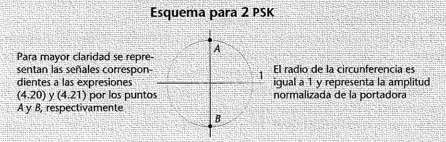 Esquema para 2 PSK
A
Para mayor claridad se repre-
sentan las señales correspon-
dientes a las expresiones
(4.20) y (4.21) por los puntos
A y B, respectivamente
1
El radio de la circunferencia es
igual a 1 y representa la amplitud
normalizada de la portadora
B